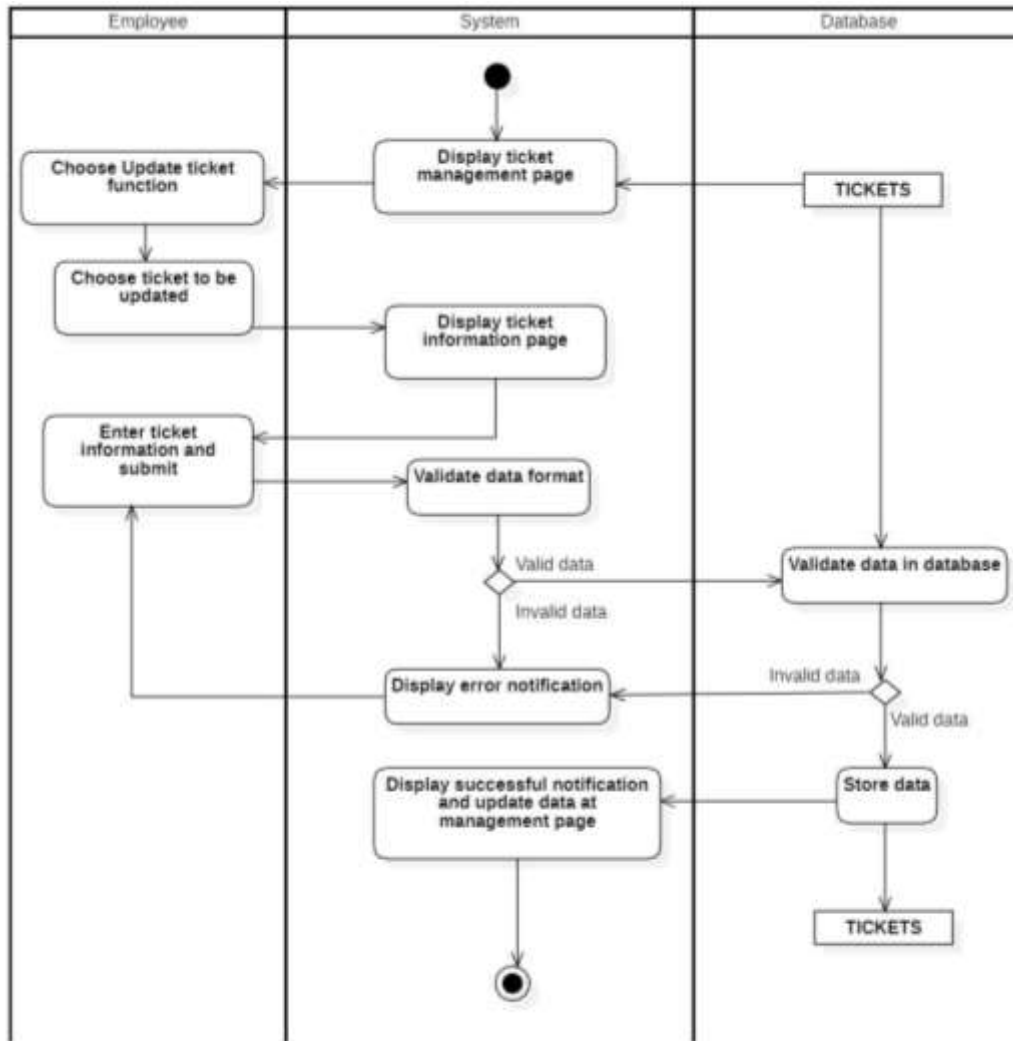 Employee
System
Database
Display ticket
management page
Choose Update ticket
function
TICKETS
Choose ticket to be
updated
Display ticket
information page
Enter ticket
information and
submit
Validate data format
Valid data
Validate data in database
Invalid data
Display error notification
Invalid data
Valid data
Display successful notification
and update data at
management page
Store data
TICKETS